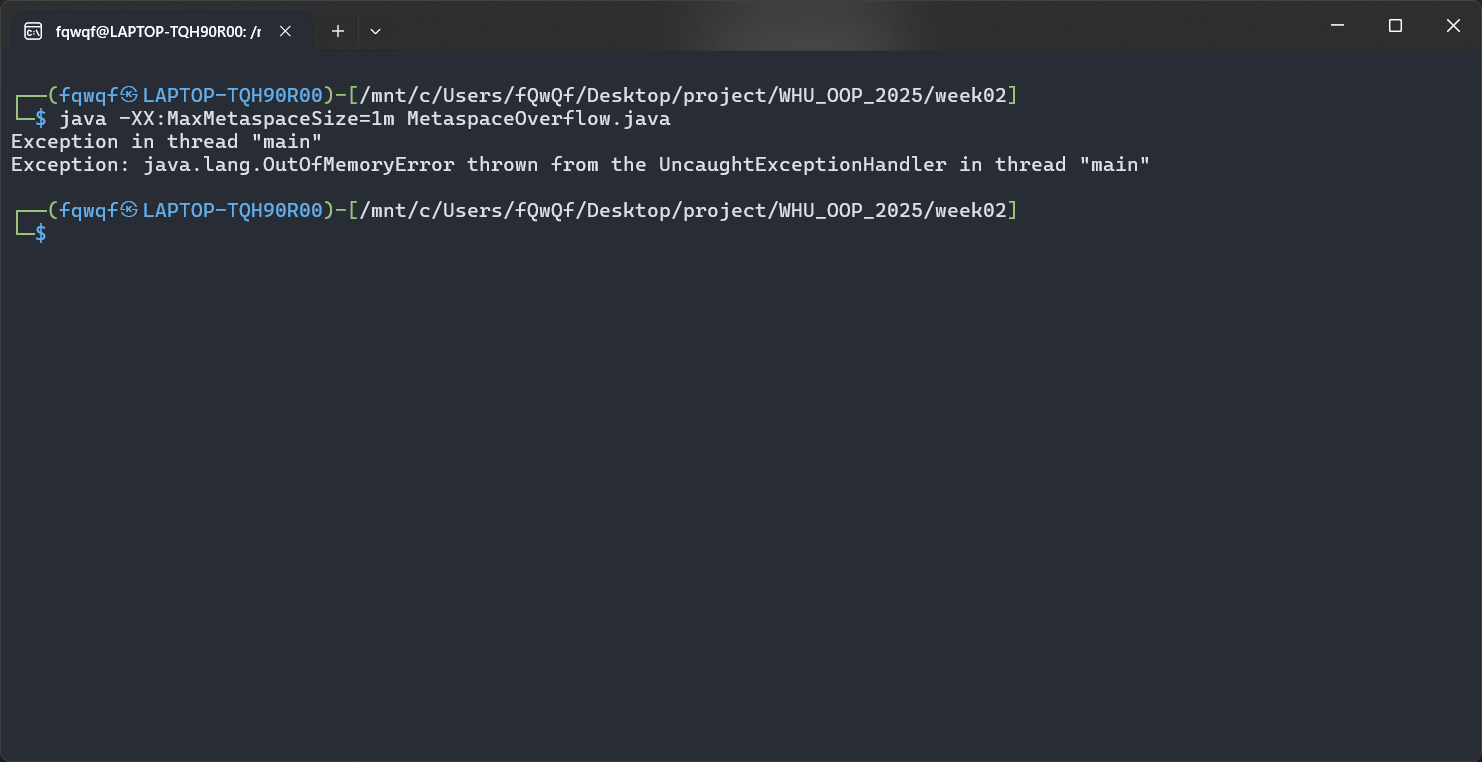 fqwqf@LAPTOP-TQH90R00: /r
┌──(fqwqf㉿LAPTOP-TQH90R00)-[/mnt/c/Users/fQwQf/Desktop/project/WHU_OOP_2025/week02]
└─$ java -XX:MaxMetaspaceSize=1m MetaspaceOverflow.java
Exception in thread "main"
Exception: java.lang.OutOfMemoryError thrown from the UncaughtExceptionHandler in thread "main"
┌──(fqwqf㉿LAPTOP-TQH90R00)-[/mnt/c/Users/fQwQf/Desktop/project/WHU_OOP_2025/week02]
└─$